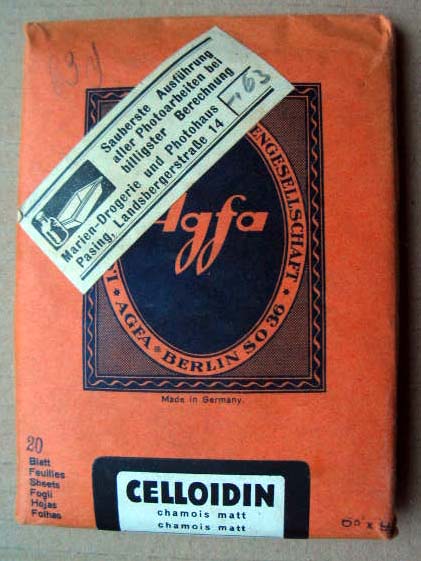 Sauberste Ausführung
aller Photoarbeiten bei
billigster Berechnung
Marien-Drogerie und Photohaus
Pasing, Landsbergerstraße 14
-,63
ENGESELLSCHAFT
Agfa
AGFA • BERLIN SO 36
Made in Germany.
20
Blatt
Feuilles
Sheets
Fogli
Hojas
Folhas
CELLOIDIN
chamois matt
chamois matt